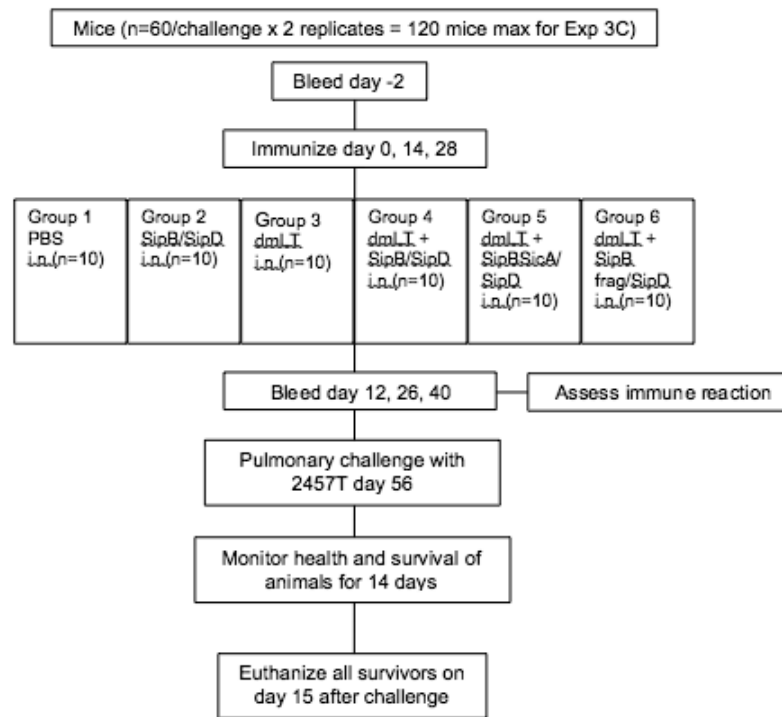 Mice (n=60/challenge x 2 replicates = 120 mice max for Exp 3C)
Bleed day -2
Immunize day 0, 14, 28
Group 1
PBS
i.n.(n=10)
Group 2
SipB/SipD
i.n.(n=10)
Group 3
dmLT
i.n.(n=10)
Group 4
dmLT +
SipB/SipD
i.n.(n=10)
Group 5
dmLT +
SipBSicA/
SipD
i.n.(n=10)
Group 6
dmLT +
SipB
frag/SipD
i.n.(n=10)
Bleed day 12, 26, 40
Assess immune reaction
Pulmonary challenge with
2457T day 56
Monitor health and survival of
animals for 14 days
Euthanize all survivors on
day 15 after challenge